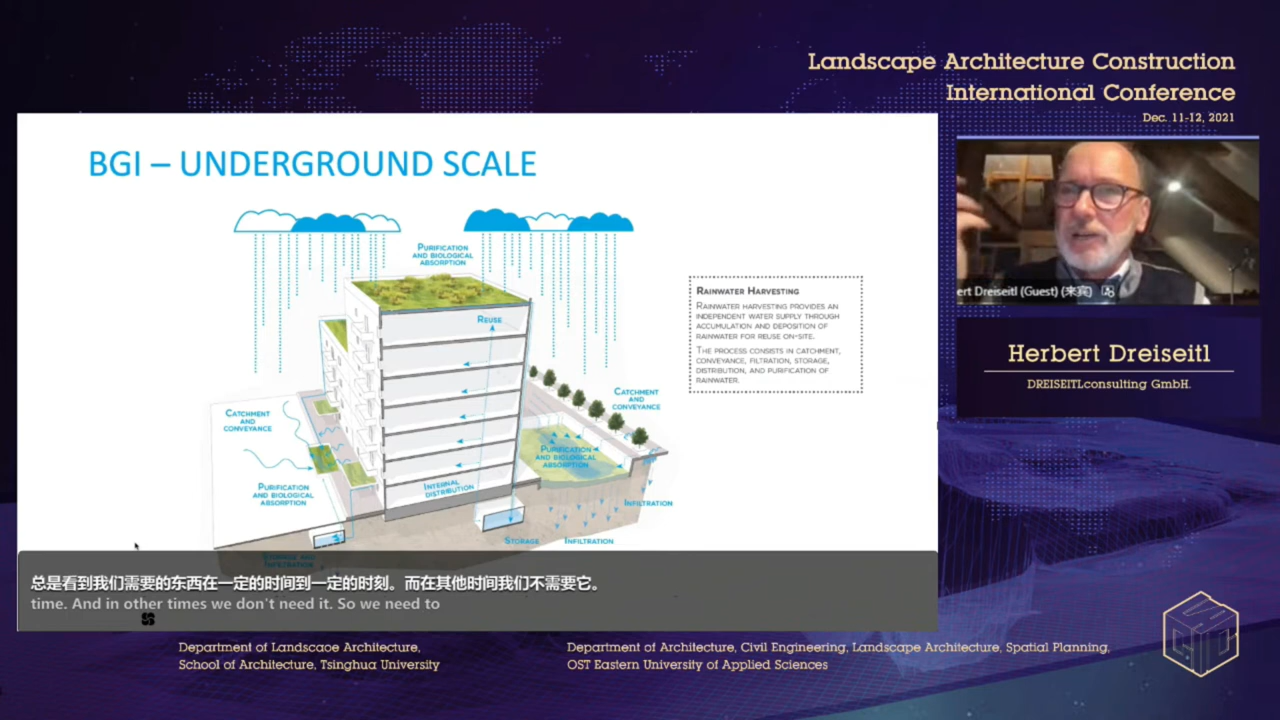 Landscape Architecture Construction
International Conference
Dec. 11-12, 2021
BGI – UNDERGROUND SCALE
PURIFICATION
AND BIOLOGICAL
ABSORPTION
REUSE
RAINWATER HARVESTING
RAINWATER HARVESTING PROVIDES AN
INDEPENDENT WATER SUPPLY THROUGH
ACCUMULATION AND DEPOSITION OF
RAINWATER FOR REUSE ON-SITE.
THE PROCESS CONSISTS IN CATCHMENT,
CONVEYANCE, FILTRATION, STORAGE,
DISTRIBUTION, AND PURIFICATION OF
RAINWATER.
CATCHMENT
AND
CONVEYANCE
CATCHMENT
AND
CONVEYANCE
PURIFICATION
AND BIOLOGICAL
ABSORPTION
PURIFICATION
AND BIOLOGICAL
ABSORPTION
INTERNAL
DISTRIBUTION
INFILTRATION
STORAGE
INFILTRATION
STORAGE AND
INFILTRATION
ert Dreiseitl (Guest) (来宾)
Herbert Dreiseitl
DREISEITLconsulting GmbH.
总是看到我们需要的东西在一定的时间到一定的时刻。而在其他时间我们不需要它。
time. And in other times we don't need it. So we need to
Department of Landscaoe Architecture,
School of Architecture, Tsinghua University
Department of Architecture, Civil Engineering, Landscape Architecture, Spatial Planning,
OST Eastern University of Applied Sciences